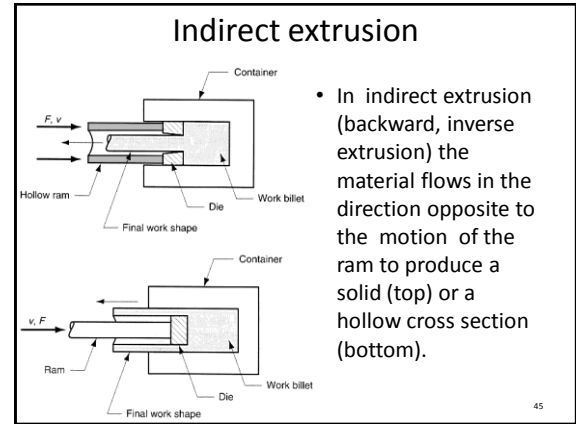 Indirect extrusion
Container
F, v
Hollow ram
Work billet
Die
Final work shape
Container
v, F
Ram
Work billet
Die
Final work shape
• In indirect extrusion
(backward, inverse
extrusion) the
material flows in the
direction opposite to
the motion of the
ram to produce a
solid (top) or a
hollow cross section
(bottom).
45